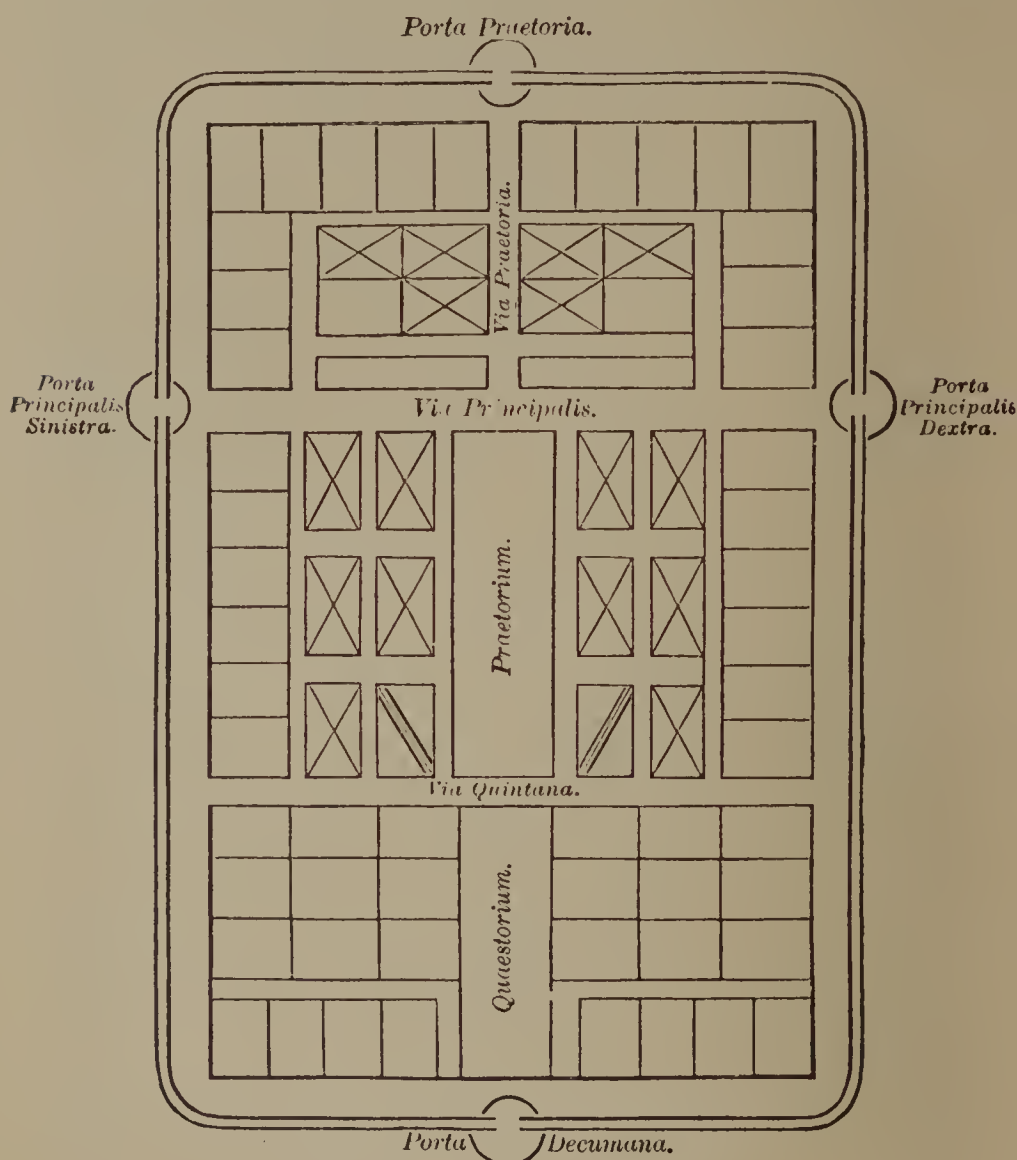 Porta Praetoria.
Via Praetoria.
Porta
Principalis
Sinistra.
Via Principalis.
Porta
Principalis
Dextra.
Praetorium.
Via Quintana.
Quaestorium.
Porta Decumana.